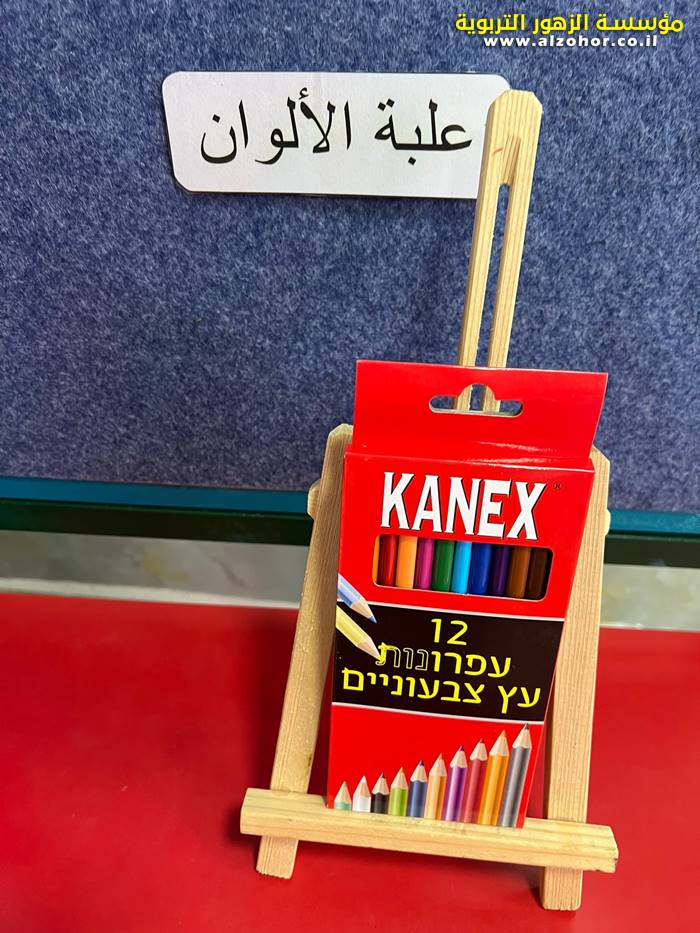 مؤسسة الزهور التربوية
www.alzohor.co.il
علبة الألوان
KANEX
12
עפרונות
עץ צבעוניים